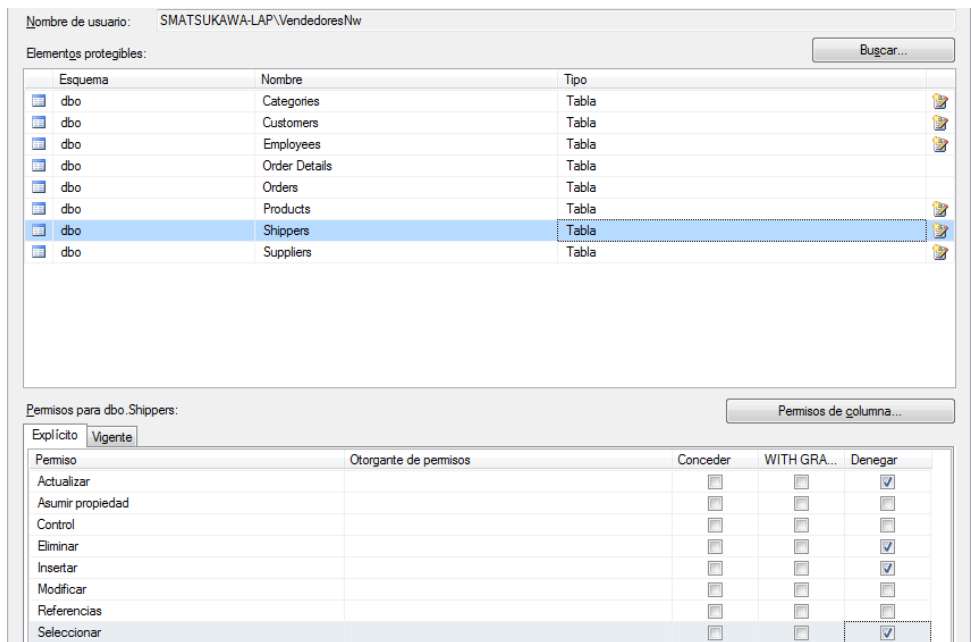 Nombre de usuario: SMATSUKAWA-LAP\VendedoresNw
Elementos protegibles:
Buscar...
Esquema Nombre Tipo
dbo Categories Tabla
dbo Customers Tabla
dbo Employees Tabla
dbo Order Details Tabla
dbo Orders Tabla
dbo Products Tabla
dbo Shippers Tabla
dbo Suppliers Tabla
Permisos para dbo.Shippers:
Permisos de columna...
Explícito Vigente
Permiso Otorgante de permisos Conceder WITH GRA... Denegar
Actualizar
Asumir propiedad
Control
Eliminar
Insertar
Modificar
Referencias
Seleccionar